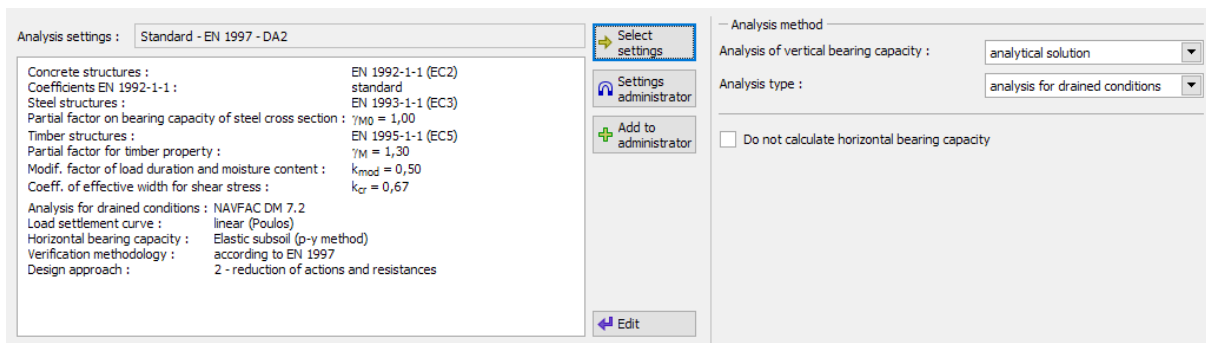 Analysis settings : Standard - EN 1997 - DA2
Concrete structures : EN 1992-1-1 (EC2)
Coefficients EN 1992-1-1 : standard
Steel structures : EN 1993-1-1 (EC3)
Partial factor on bearing capacity of steel cross section : γM0 = 1,00
Timber structures : EN 1995-1-1 (EC5)
Partial factor for timber property : γM = 1,30
Modif. factor of load duration and moisture content : kmod = 0,50
Coeff. of effective width for shear stress : kcr = 0,67
Analysis for drained conditions : NAVFAC DM 7.2
Load settlement curve : linear (Poulos)
Horizontal bearing capacity : Elastic subsoil (p-y method)
Verification methodology : according to EN 1997
Design approach : 2 - reduction of actions and resistances
Select
settings
Settings
administrator
Add to
administrator
Edit
Analysis method
Analysis of vertical bearing capacity : analytical solution
Analysis type : analysis for drained conditions
Do not calculate horizontal bearing capacity